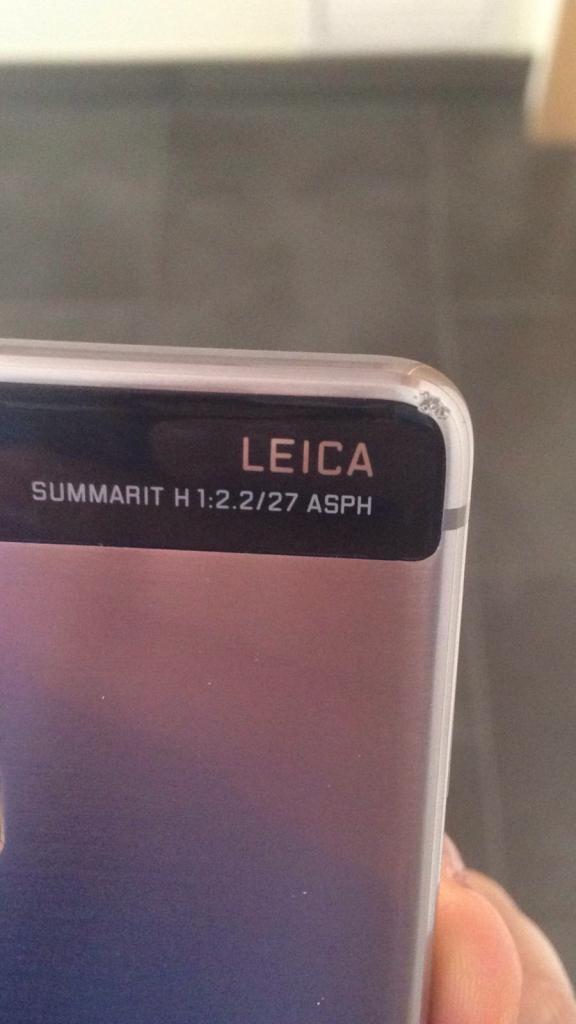 LEICA
SUMMARIT H 1:2.2/27 ASPH